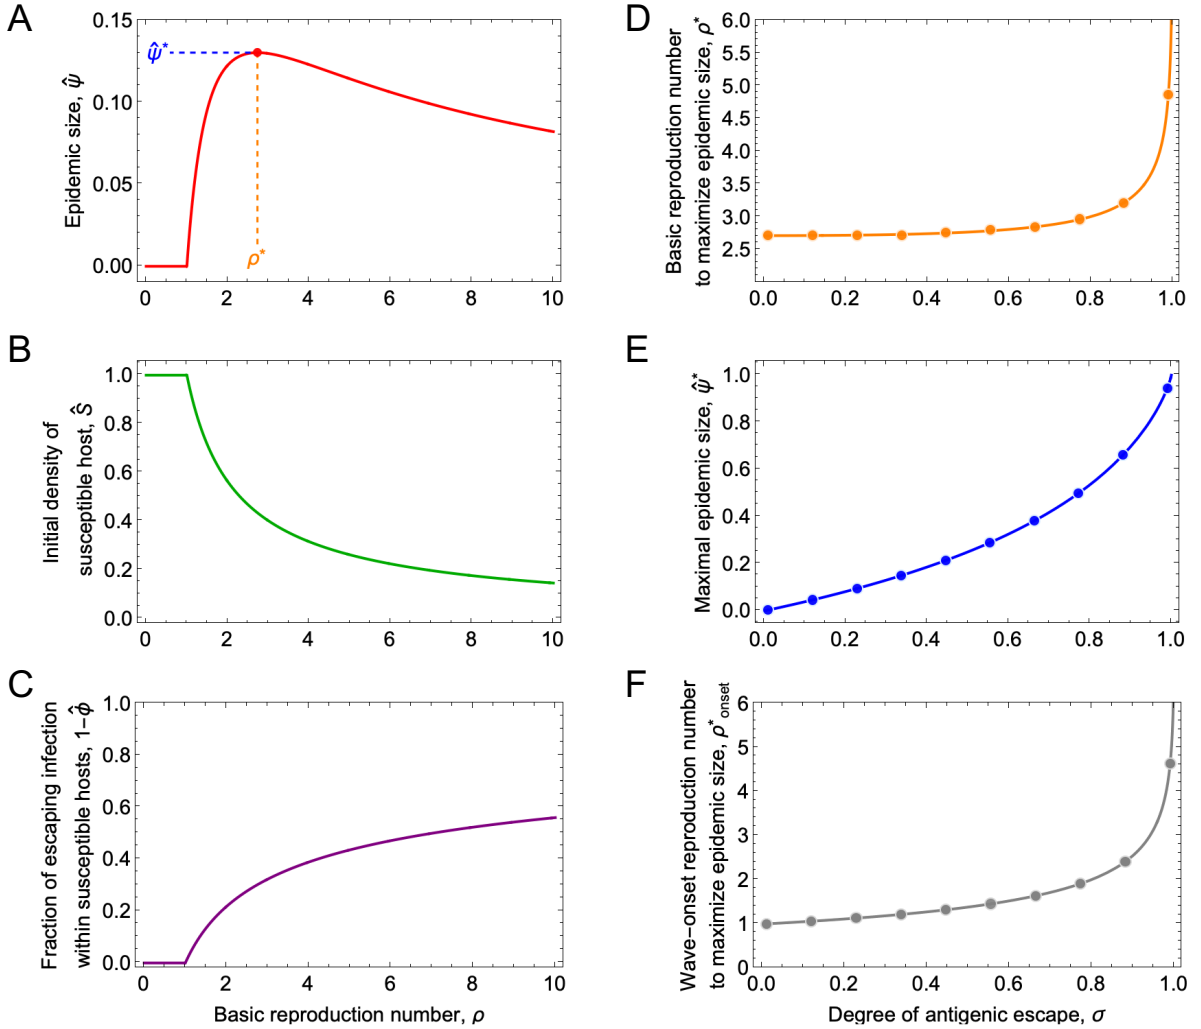 A
Epidemic size, ψ̂
0.15
0.10
0.05
0.00
ψ̂*
ρ*
0 2 4 6 8 10
B
Initial density of
susceptible host, Ŝ
1.0
0.8
0.6
0.4
0.2
0.0
0 2 4 6 8 10
C
Fraction of escaping infection
within susceptible hosts, 1−ϕ̂
1.0
0.8
0.6
0.4
0.2
0.0
0 2 4 6 8 10
Basic reproduction number, ρ
D
Basic reproduction number
to maximize epidemic size, ρ*
6.0
5.5
5.0
4.5
4.0
3.5
3.0
2.5
0.0 0.2 0.4 0.6 0.8 1.0
E
Maximal epidemic size, ψ̂*
1.0
0.8
0.6
0.4
0.2
0.0
0.0 0.2 0.4 0.6 0.8 1.0
F
Wave−onset reproduction number
to maximize epidemic size, ρ*onset
6
5
4
3
2
1
0
0.0 0.2 0.4 0.6 0.8 1.0
Degree of antigenic escape, σ